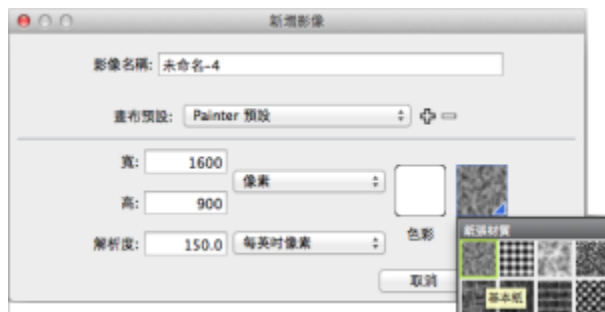 新增影像
影像名稱: 未命名-4
畫布預設: Painter 預設
寬: 1600
像素
高: 900
色彩
解析度: 150.0 每英吋像素
紙張材質
取消
基本紙